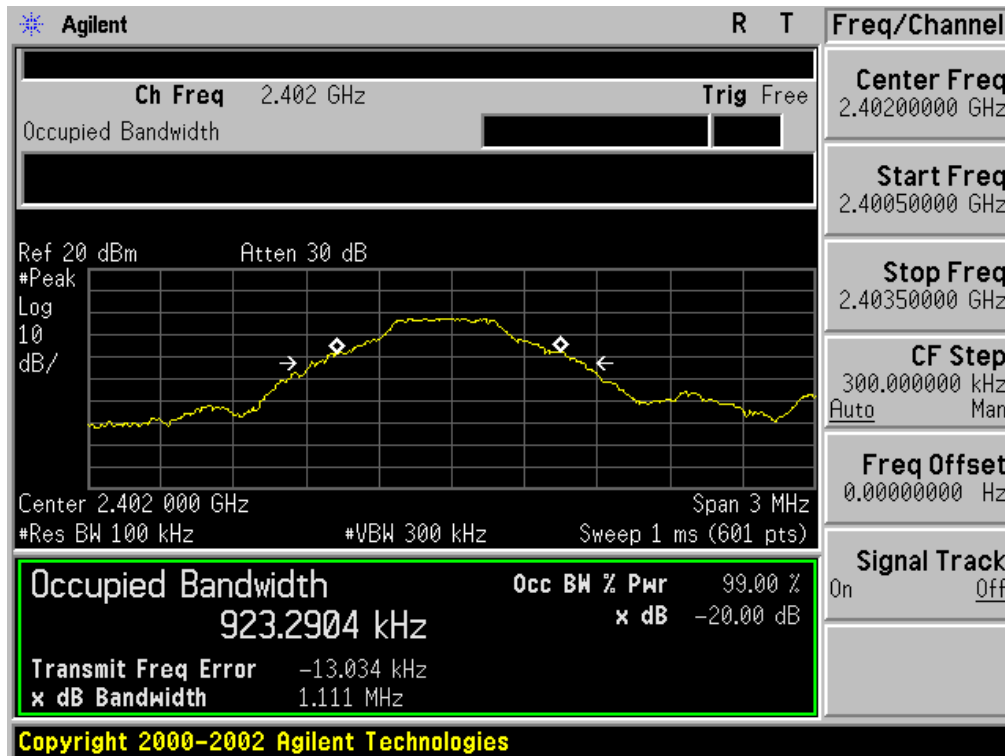 Agilent R T
Freq/Channel
Ch Freq 2.402 GHz Trig Free
Occupied Bandwidth
Center Freq
2.40200000 GHz
Start Freq
2.40050000 GHz
Stop Freq
2.40350000 GHz
CF Step
300.000000 kHz
Auto Man
Freq Offset
0.00000000 Hz
Signal Track
On Off
Ref 20 dBm Atten 30 dB
#Peak
Log
10
dB/
Center 2.402 000 GHz Span 3 MHz
#Res BW 100 kHz #VBW 300 kHz Sweep 1 ms (601 pts)
Occupied Bandwidth
923.2904 kHz
Occ BW % Pwr 99.00 %
x dB -20.00 dB
Transmit Freq Error -13.034 kHz
x dB Bandwidth 1.111 MHz
Copyright 2000-2002 Agilent Technologies